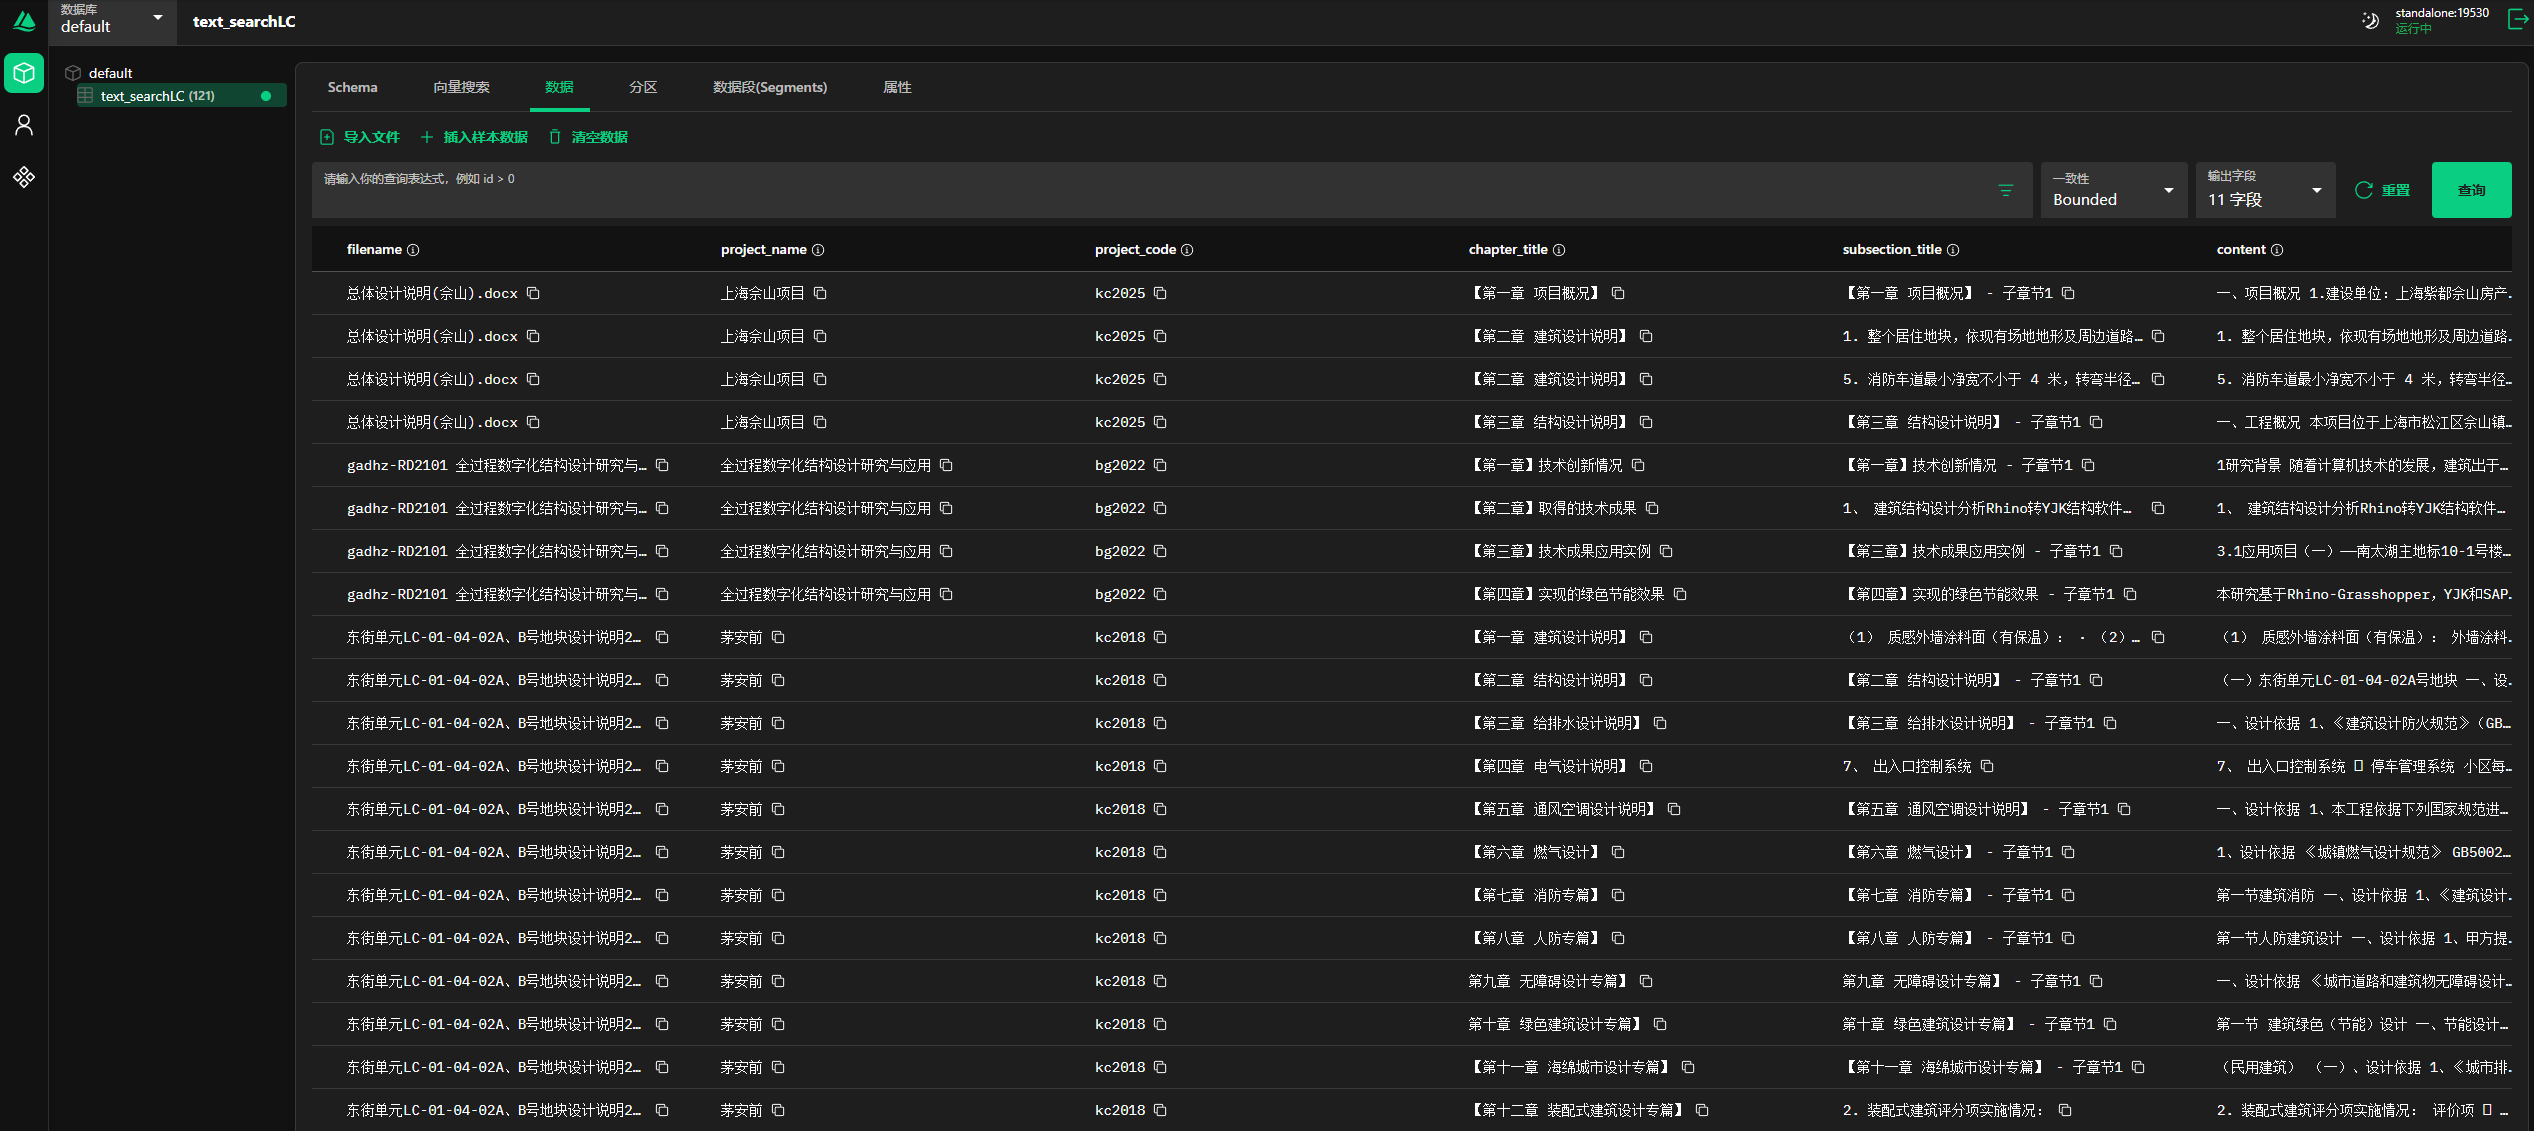 数据库
default
text_searchLC
standalone:19530
运行中
default
text_searchLC (121)
Schema 向量搜索 数据 分区 数据段(Segments) 属性
导入文件 插入样本数据 清空数据
请输入你的查询表达式，例如 id > 0
一致性
Bounded
输出字段
11 字段
重置
查询
filename project_name project_code chapter_title subsection_title content
总体设计说明(佘山).docx 上海佘山项目 kc2025 【第一章 项目概况】 【第一章 项目概况】 - 子章节1 一、项目概况 1.建设单位：上海紫都佘山房产…
总体设计说明(佘山).docx 上海佘山项目 kc2025 【第二章 建筑设计说明】 1. 整个居住地块，依现有场地地形及周边道路… 1. 整个居住地块，依现有场地地形及周边道路…
总体设计说明(佘山).docx 上海佘山项目 kc2025 【第二章 建筑设计说明】 5. 消防车道最小净宽不小于 4 米，转弯半径… 5. 消防车道最小净宽不小于 4 米，转弯半径…
总体设计说明(佘山).docx 上海佘山项目 kc2025 【第三章 结构设计说明】 【第三章 结构设计说明】 - 子章节1 一、工程概况 本项目位于上海市松江区佘山镇…
gadhz-RD2101 全过程数字化结构设计研究与… 全过程数字化结构设计研究与应用 bg2022 【第一章】技术创新情况 【第一章】技术创新情况 - 子章节1 1研究背景 随着计算机技术的发展，建筑出于…
gadhz-RD2101 全过程数字化结构设计研究与… 全过程数字化结构设计研究与应用 bg2022 【第二章】取得的技术成果 1、 建筑结构设计分析Rhino转YJK结构软件… 1、 建筑结构设计分析Rhino转YJK结构软件…
gadhz-RD2101 全过程数字化结构设计研究与… 全过程数字化结构设计研究与应用 bg2022 【第三章】技术成果应用实例 【第三章】技术成果应用实例 - 子章节1 3.1应用项目（一）——南太湖主地标10-1号楼…
gadhz-RD2101 全过程数字化结构设计研究与… 全过程数字化结构设计研究与应用 bg2022 【第四章】实现的绿色节能效果 【第四章】实现的绿色节能效果 - 子章节1 本研究基于Rhino-Grasshopper，YJK和SAP…
东街单元LC-01-04-02A、B号地块设计说明2… 茅安前 kc2018 【第一章 建筑设计说明】 （1） 质感外墙涂料面（有保温）： · （2）… （1） 质感外墙涂料面（有保温）： 外墙涂料…
东街单元LC-01-04-02A、B号地块设计说明2… 茅安前 kc2018 【第二章 结构设计说明】 【第二章 结构设计说明】 - 子章节1 （一）东街单元LC-01-04-02A号地块 一、设…
东街单元LC-01-04-02A、B号地块设计说明2… 茅安前 kc2018 【第三章 给排水设计说明】 【第三章 给排水设计说明】 - 子章节1 一、设计依据 1、《建筑设计防火规范》（GB…
东街单元LC-01-04-02A、B号地块设计说明2… 茅安前 kc2018 【第四章 电气设计说明】 7、 出入口控制系统 7、 出入口控制系统  停车管理系统 小区每…
东街单元LC-01-04-02A、B号地块设计说明2… 茅安前 kc2018 【第五章 通风空调设计说明】 【第五章 通风空调设计说明】 - 子章节1 一、设计依据 1、本工程依据下列国家规范进…
东街单元LC-01-04-02A、B号地块设计说明2… 茅安前 kc2018 【第六章 燃气设计】 【第六章 燃气设计】 - 子章节1 1、设计依据 《城镇燃气设计规范》 GB5002…
东街单元LC-01-04-02A、B号地块设计说明2… 茅安前 kc2018 【第七章 消防专篇】 【第七章 消防专篇】 - 子章节1 第一节建筑消防 一、设计依据 1、《建筑设计…
东街单元LC-01-04-02A、B号地块设计说明2… 茅安前 kc2018 【第八章 人防专篇】 【第八章 人防专篇】 - 子章节1 第一节人防建筑设计 一、设计依据 1、甲方提…
东街单元LC-01-04-02A、B号地块设计说明2… 茅安前 kc2018 第九章 无障碍设计专篇】 第九章 无障碍设计专篇】 - 子章节1 一、设计依据 《城市道路和建筑物无障碍设计…
东街单元LC-01-04-02A、B号地块设计说明2… 茅安前 kc2018 第十章 绿色建筑设计专篇】 第十章 绿色建筑设计专篇】 - 子章节1 第一节 建筑绿色（节能）设计 一、节能设计…
东街单元LC-01-04-02A、B号地块设计说明2… 茅安前 kc2018 【第十一章 海绵城市设计专篇】 【第十一章 海绵城市设计专篇】 - 子章节1 （民用建筑） （一）、设计依据 1、《城市排…
东街单元LC-01-04-02A、B号地块设计说明2… 茅安前 kc2018 【第十二章 装配式建筑设计专篇】 2. 装配式建筑评分项实施情况： 2. 装配式建筑评分项实施情况： 评价项  …